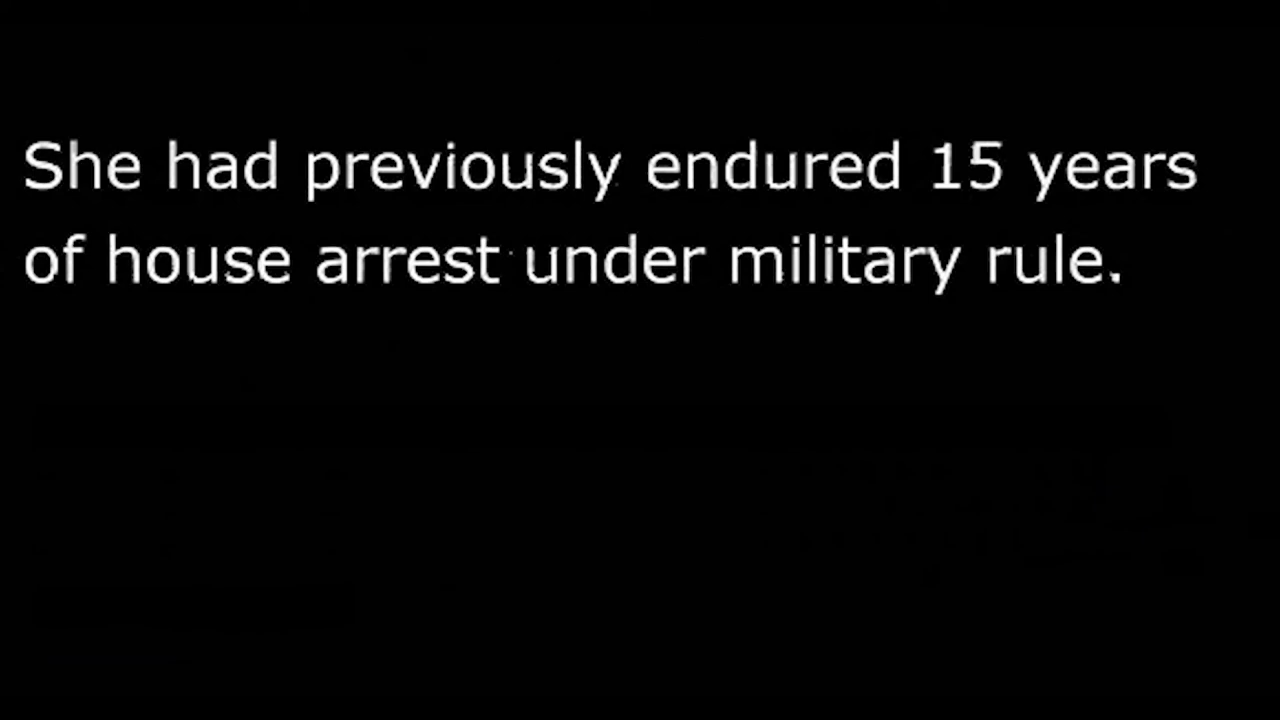 She had previously endured 15 years
of house arrest under military rule.